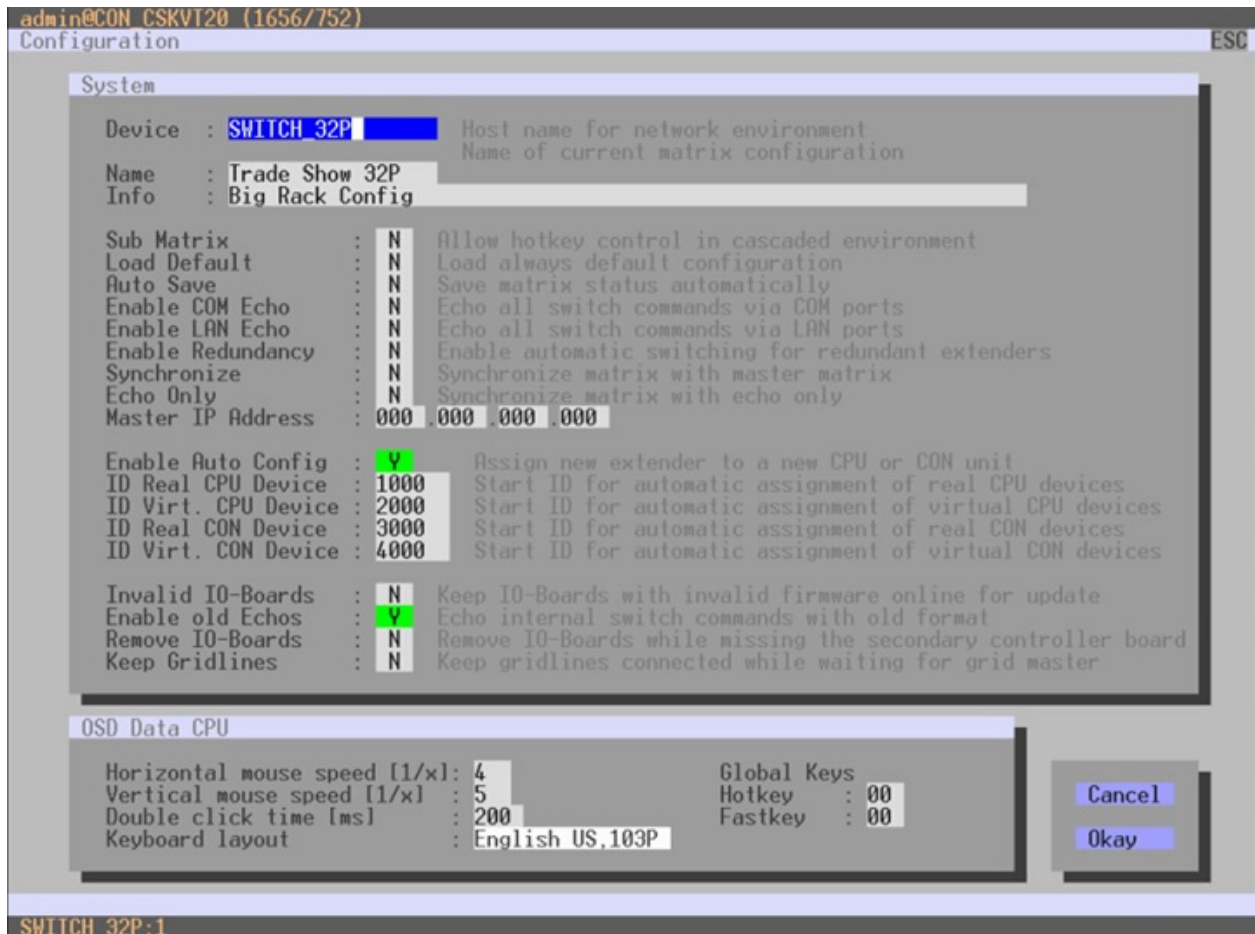 admin@CON_CSKVT20 (1656/752)
Configuration ESC
System
Device : SWITCH_32P Host name for network environment
Name of current matrix configuration
Name : Trade Show 32P
Info : Big Rack Config
Sub Matrix : N Allow hotkey control in cascaded environment
Load Default : N Load always default configuration
Auto Save : N Save matrix status automatically
Enable COM Echo : N Echo all switch commands via COM ports
Enable LAN Echo : N Echo all switch commands via LAN ports
Enable Redundancy : N Enable automatic switching for redundant extenders
Synchronize : N Synchronize matrix with master matrix
Echo Only : N Synchronize matrix with echo only
Master IP Address : 000 .000 .000 .000
Enable Auto Config : Y Assign new extender to a new CPU or CON unit
ID Real CPU Device : 1000 Start ID for automatic assignment of real CPU devices
ID Virt. CPU Device : 2000 Start ID for automatic assignment of virtual CPU devices
ID Real CON Device : 3000 Start ID for automatic assignment of real CON devices
ID Virt. CON Device : 4000 Start ID for automatic assignment of virtual CON devices
Invalid IO-Boards : N Keep IO-Boards with invalid firmware online for update
Enable old Echos : Y Echo internal switch commands with old format
Remove IO-Boards : N Remove IO-Boards while missing the secondary controller board
Keep Gridlines : N Keep gridlines connected while waiting for grid master
OSD Data CPU
Horizontal mouse speed [1/x]: 4 Global Keys
Vertical mouse speed [1/x] : 5 Hotkey : 00 Cancel
Double click time [ms] : 200 Fastkey : 00
Keyboard layout : English US,103P Okay
SWITCH_32P:1